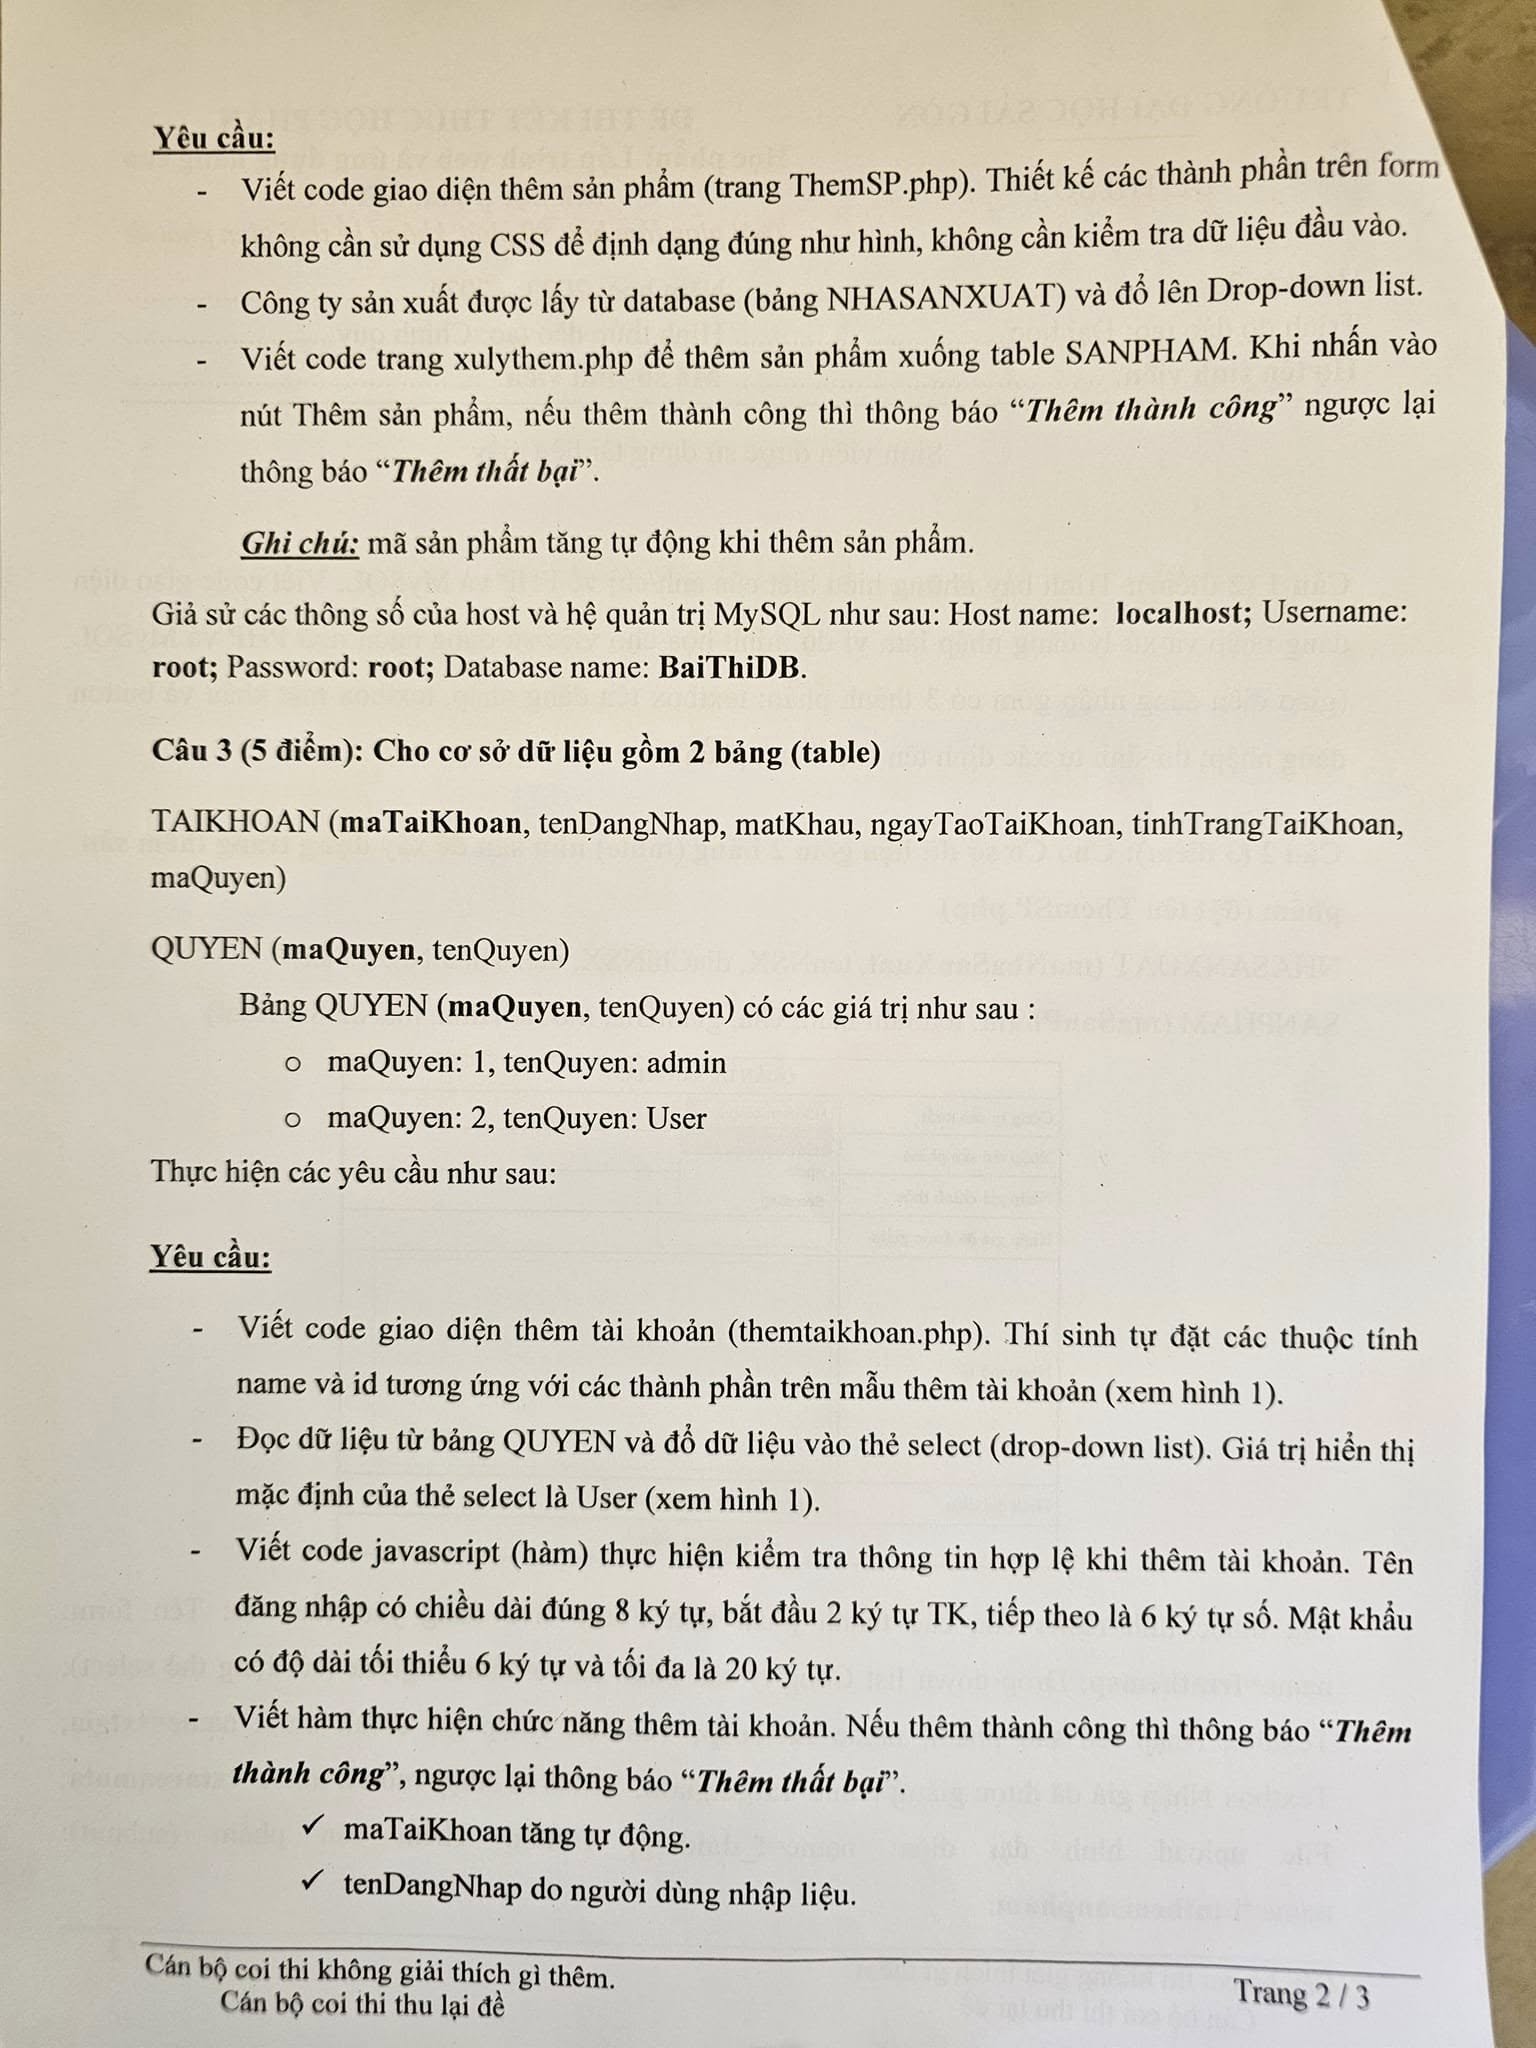 Yêu cầu:
- Viết code giao diện thêm sản phẩm (trang ThemSP.php). Thiết kế các thành phần trên form
không cần sử dụng CSS để định dạng đúng như hình, không cần kiểm tra dữ liệu đầu vào.
- Công ty sản xuất được lấy từ database (bảng NHASANXUAT) và đổ lên Drop-down list.
- Viết code trang xulythem.php để thêm sản phẩm xuống table SANPHAM. Khi nhấn vào
nút Thêm sản phẩm, nếu thêm thành công thì thông báo “Thêm thành công” ngược lại
thông báo “Thêm thất bại”.
Ghi chú: mã sản phẩm tăng tự động khi thêm sản phẩm.
Giả sử các thông số của host và hệ quản trị MySQL như sau: Host name: localhost; Username:
root; Password: root; Database name: BaiThiDB.
Câu 3 (5 điểm): Cho cơ sở dữ liệu gồm 2 bảng (table)
TAIKHOAN (maTaiKhoan, tenDangNhap, matKhau, ngayTaoTaiKhoan, tinhTrangTaiKhoan,
maQuyen)
QUYEN (maQuyen, tenQuyen)
Bảng QUYEN (maQuyen, tenQuyen) có các giá trị như sau :
o maQuyen: 1, tenQuyen: admin
o maQuyen: 2, tenQuyen: User
Thực hiện các yêu cầu như sau:
Yêu cầu:
- Viết code giao diện thêm tài khoản (themtaikhoan.php). Thí sinh tự đặt các thuộc tính
name và id tương ứng với các thành phần trên mẫu thêm tài khoản (xem hình 1).
- Đọc dữ liệu từ bảng QUYEN và đổ dữ liệu vào thẻ select (drop-down list). Giá trị hiển thị
mặc định của thẻ select là User (xem hình 1).
- Viết code javascript (hàm) thực hiện kiểm tra thông tin hợp lệ khi thêm tài khoản. Tên
đăng nhập có chiều dài đúng 8 ký tự, bắt đầu 2 ký tự TK, tiếp theo là 6 ký tự số. Mật khẩu
có độ dài tối thiểu 6 ký tự và tối đa là 20 ký tự.
- Viết hàm thực hiện chức năng thêm tài khoản. Nếu thêm thành công thì thông báo “Thêm
thành công”, ngược lại thông báo “Thêm thất bại”.
✓ maTaiKhoan tăng tự động.
✓ tenDangNhap do người dùng nhập liệu.
Cán bộ coi thi không giải thích gì thêm.
Trang 2 / 3
Cán bộ coi thi thu lại đề